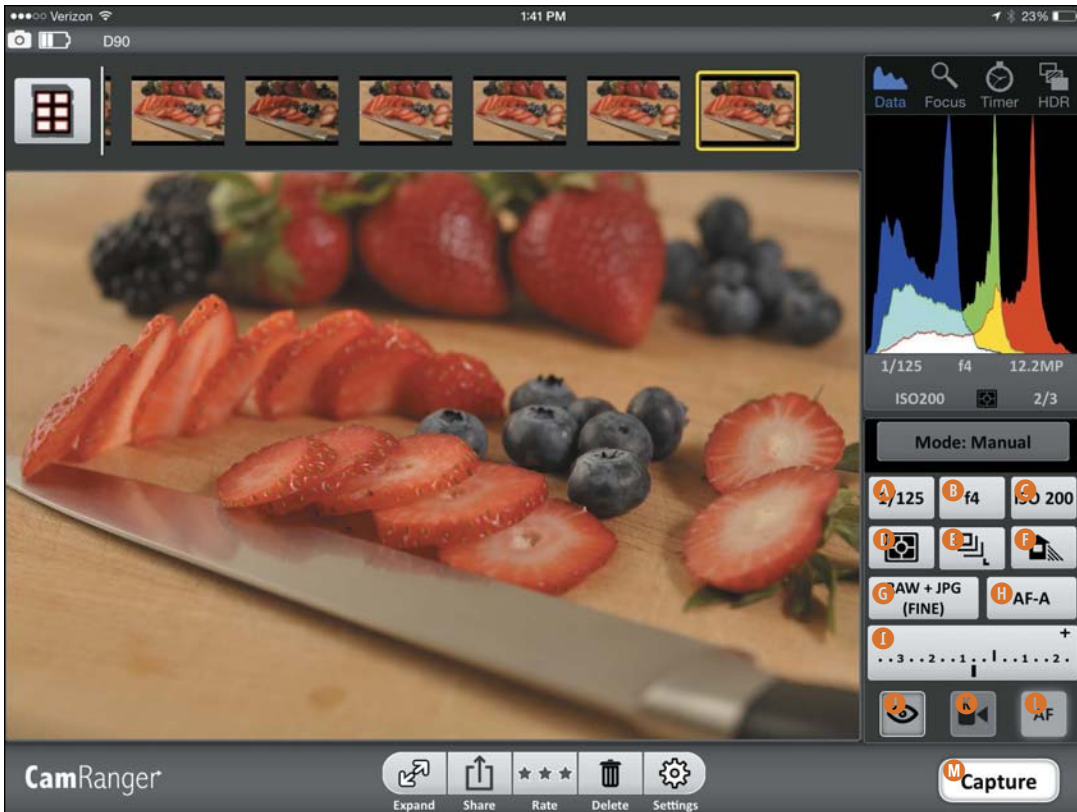 Verizon 1:41 PM 23%
D90
Data Focus Timer HDR
1/125 f4 12.2MP
ISO200 2/3
Mode: Manual
A 1/125 B f4 C ISO 200
D E F
G RAW + JPG (FINE) H AF-A
I +
..3..2..1..I..1..2.
J K L AF
CamRanger
Expand Share Rate Delete Settings
M Capture